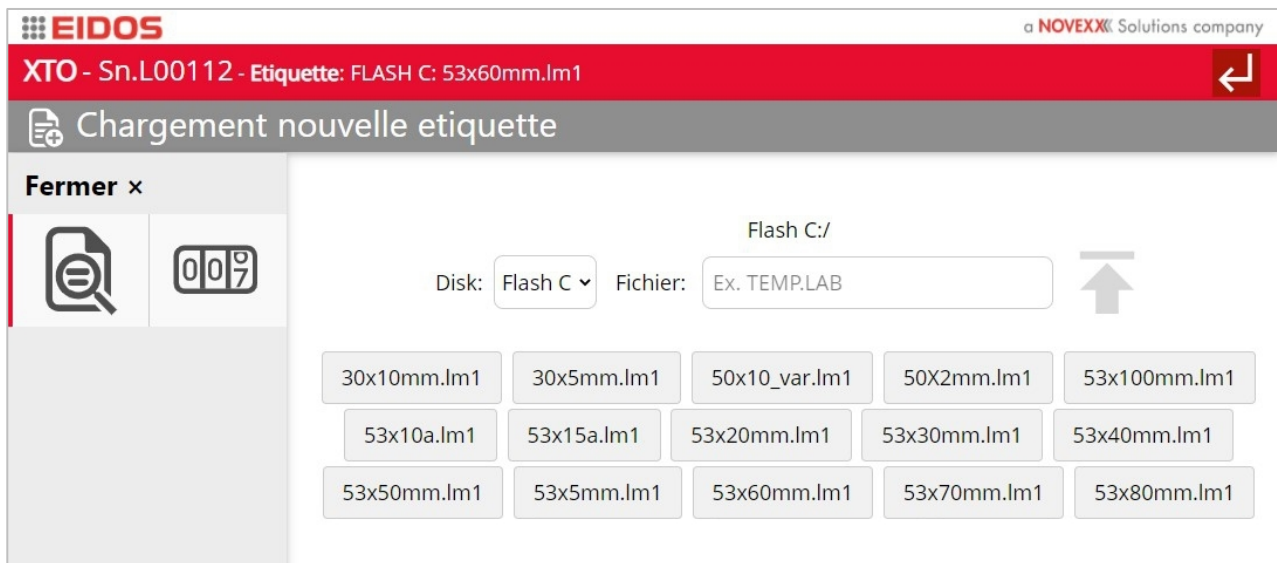 EIDOS
a NOVEXX Solutions company
XTO - Sn.L00112 - Etiquette: FLASH C: 53x60mm.lm1
Chargement nouvelle etiquette
Fermer ×
007
Flash C:/
Disk: Flash C Fichier: Ex. TEMP.LAB
30x10mm.lm1 30x5mm.lm1 50x10_var.lm1 50X2mm.lm1 53x100mm.lm1
53x10a.lm1 53x15a.lm1 53x20mm.lm1 53x30mm.lm1 53x40mm.lm1
53x50mm.lm1 53x5mm.lm1 53x60mm.lm1 53x70mm.lm1 53x80mm.lm1